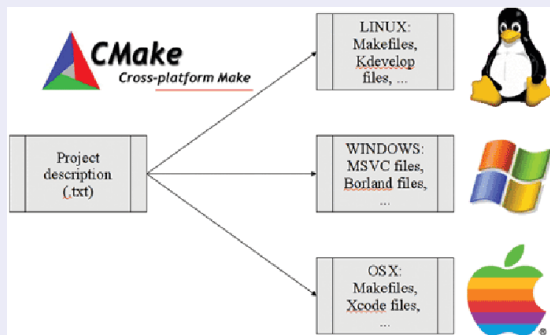 CMake
Cross-platform Make
Project
description
(.txt)
LINUX:
Makefiles,
Kdevelop
files, ...
WINDOWS:
MSVC files,
Borland files,
...
OSX:
Makefiles,
Xcode files,
...
®